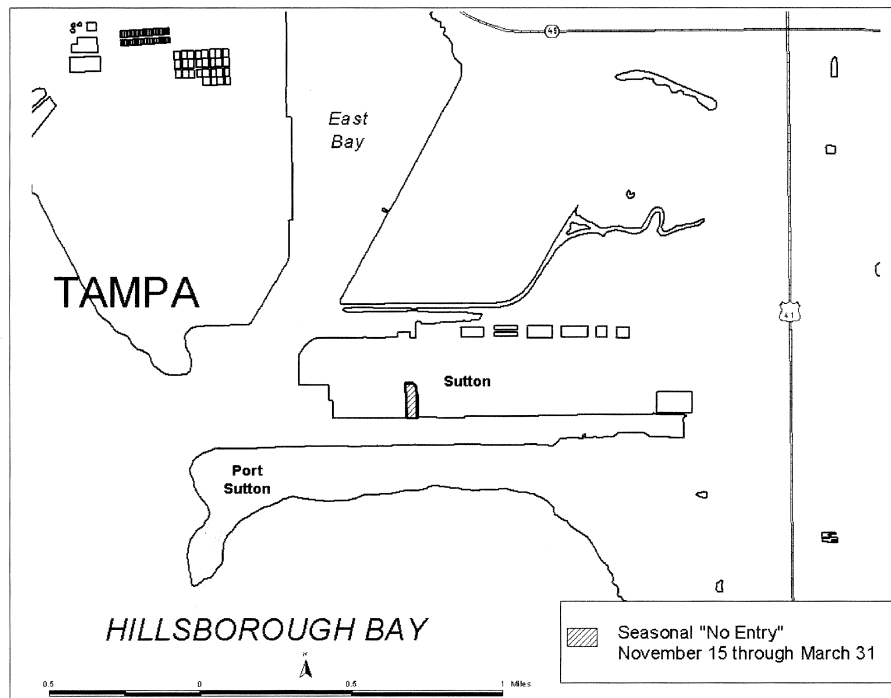 45
East
Bay
TAMPA
41
Sutton
Port
Sutton
HILLSBOROUGH BAY
Seasonal "No Entry"
November 15 through March 31
N
0.5 0 0.5 1 Miles